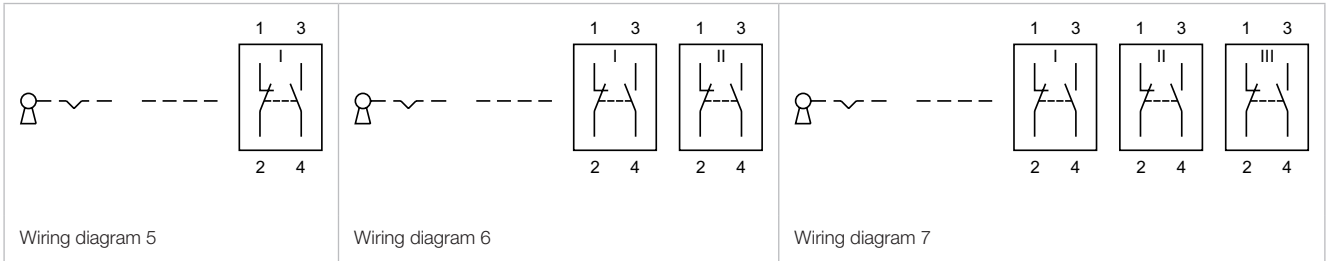 1 3
I
2 4
Wiring diagram 5
1 3 1 3
I II
2 4 2 4
Wiring diagram 6
1 3 1 3 1 3
I II III
2 4 2 4 2 4
Wiring diagram 7